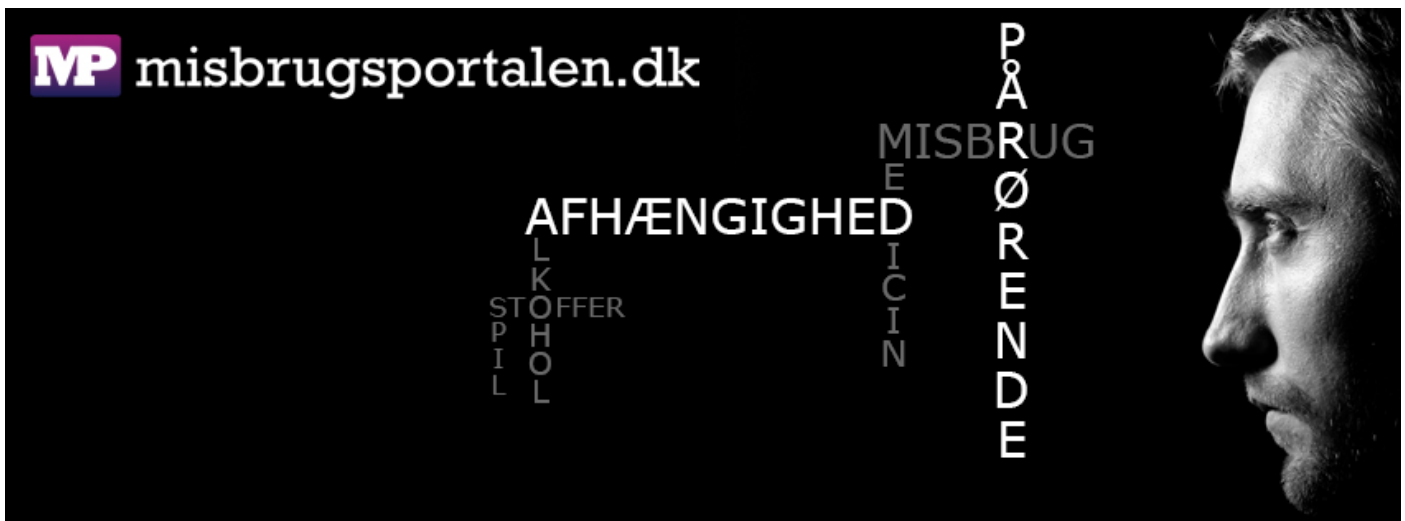 MP misbrugsportalen.dk
PÅRØRENDE
MISBRUG
MEDICIN
AFHÆNGIGHED
ALKOHOL
STOFFER
SPIL